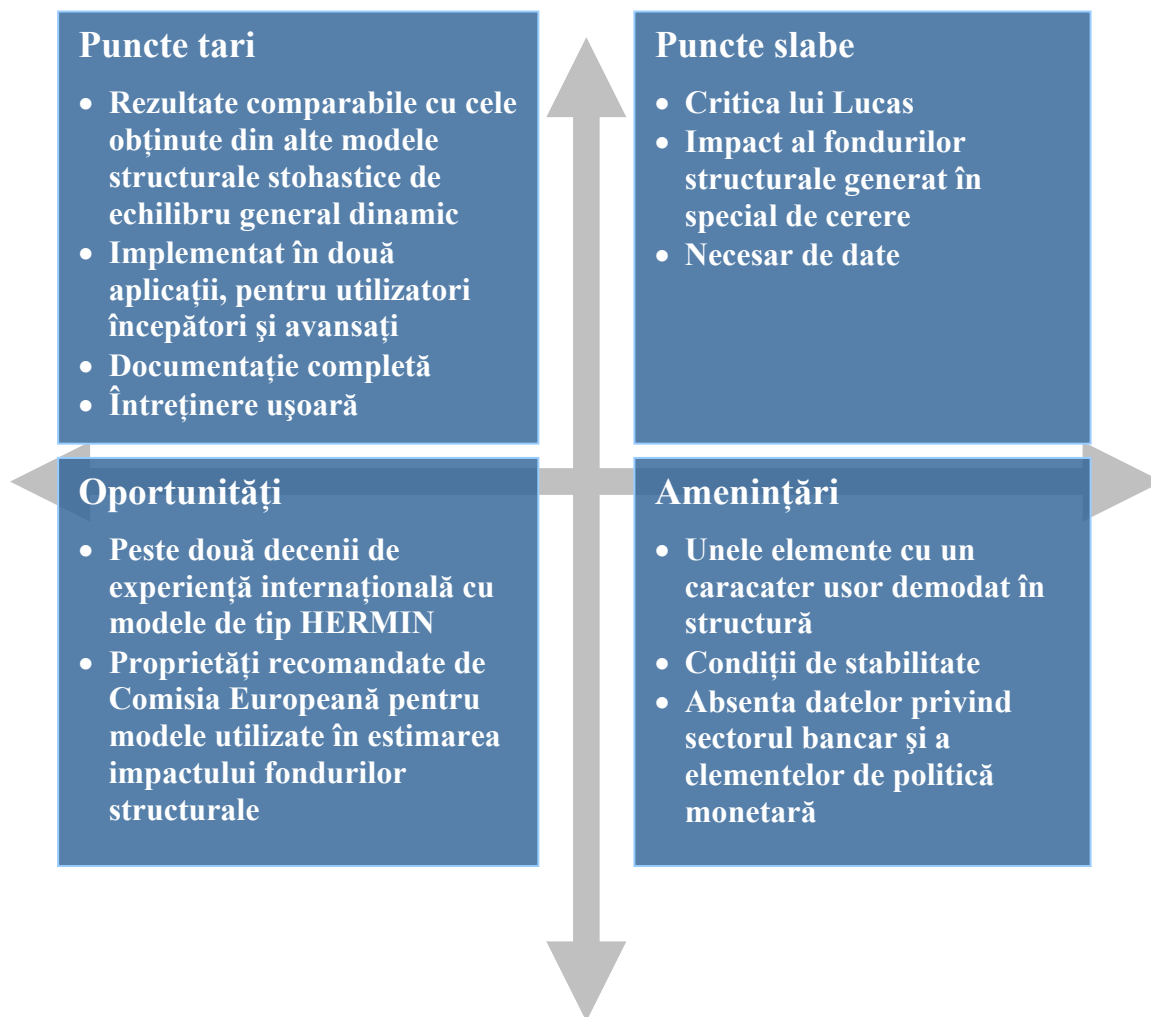 Puncte tari
• Rezultate comparabile cu cele
obținute din alte modele
structurale stohastice de
echilibru general dinamic
• Implementat în două
aplicații, pentru utilizatori
începători şi avansați
• Documentație completă
• Întreținere uşoară
Puncte slabe
• Critica lui Lucas
• Impact al fondurilor
structurale generat în
special de cerere
• Necesar de date
Oportunități
• Peste două decenii de
experiență internațională cu
modele de tip HERMIN
• Proprietăți recomandate de
Comisia Europeană pentru
modele utilizate în estimarea
impactului fondurilor
structurale
Amenințări
• Unele elemente cu un
caracater usor demodat în
structură
• Condiții de stabilitate
• Absenta datelor privind
sectorul bancar şi a
elementelor de politică
monetară